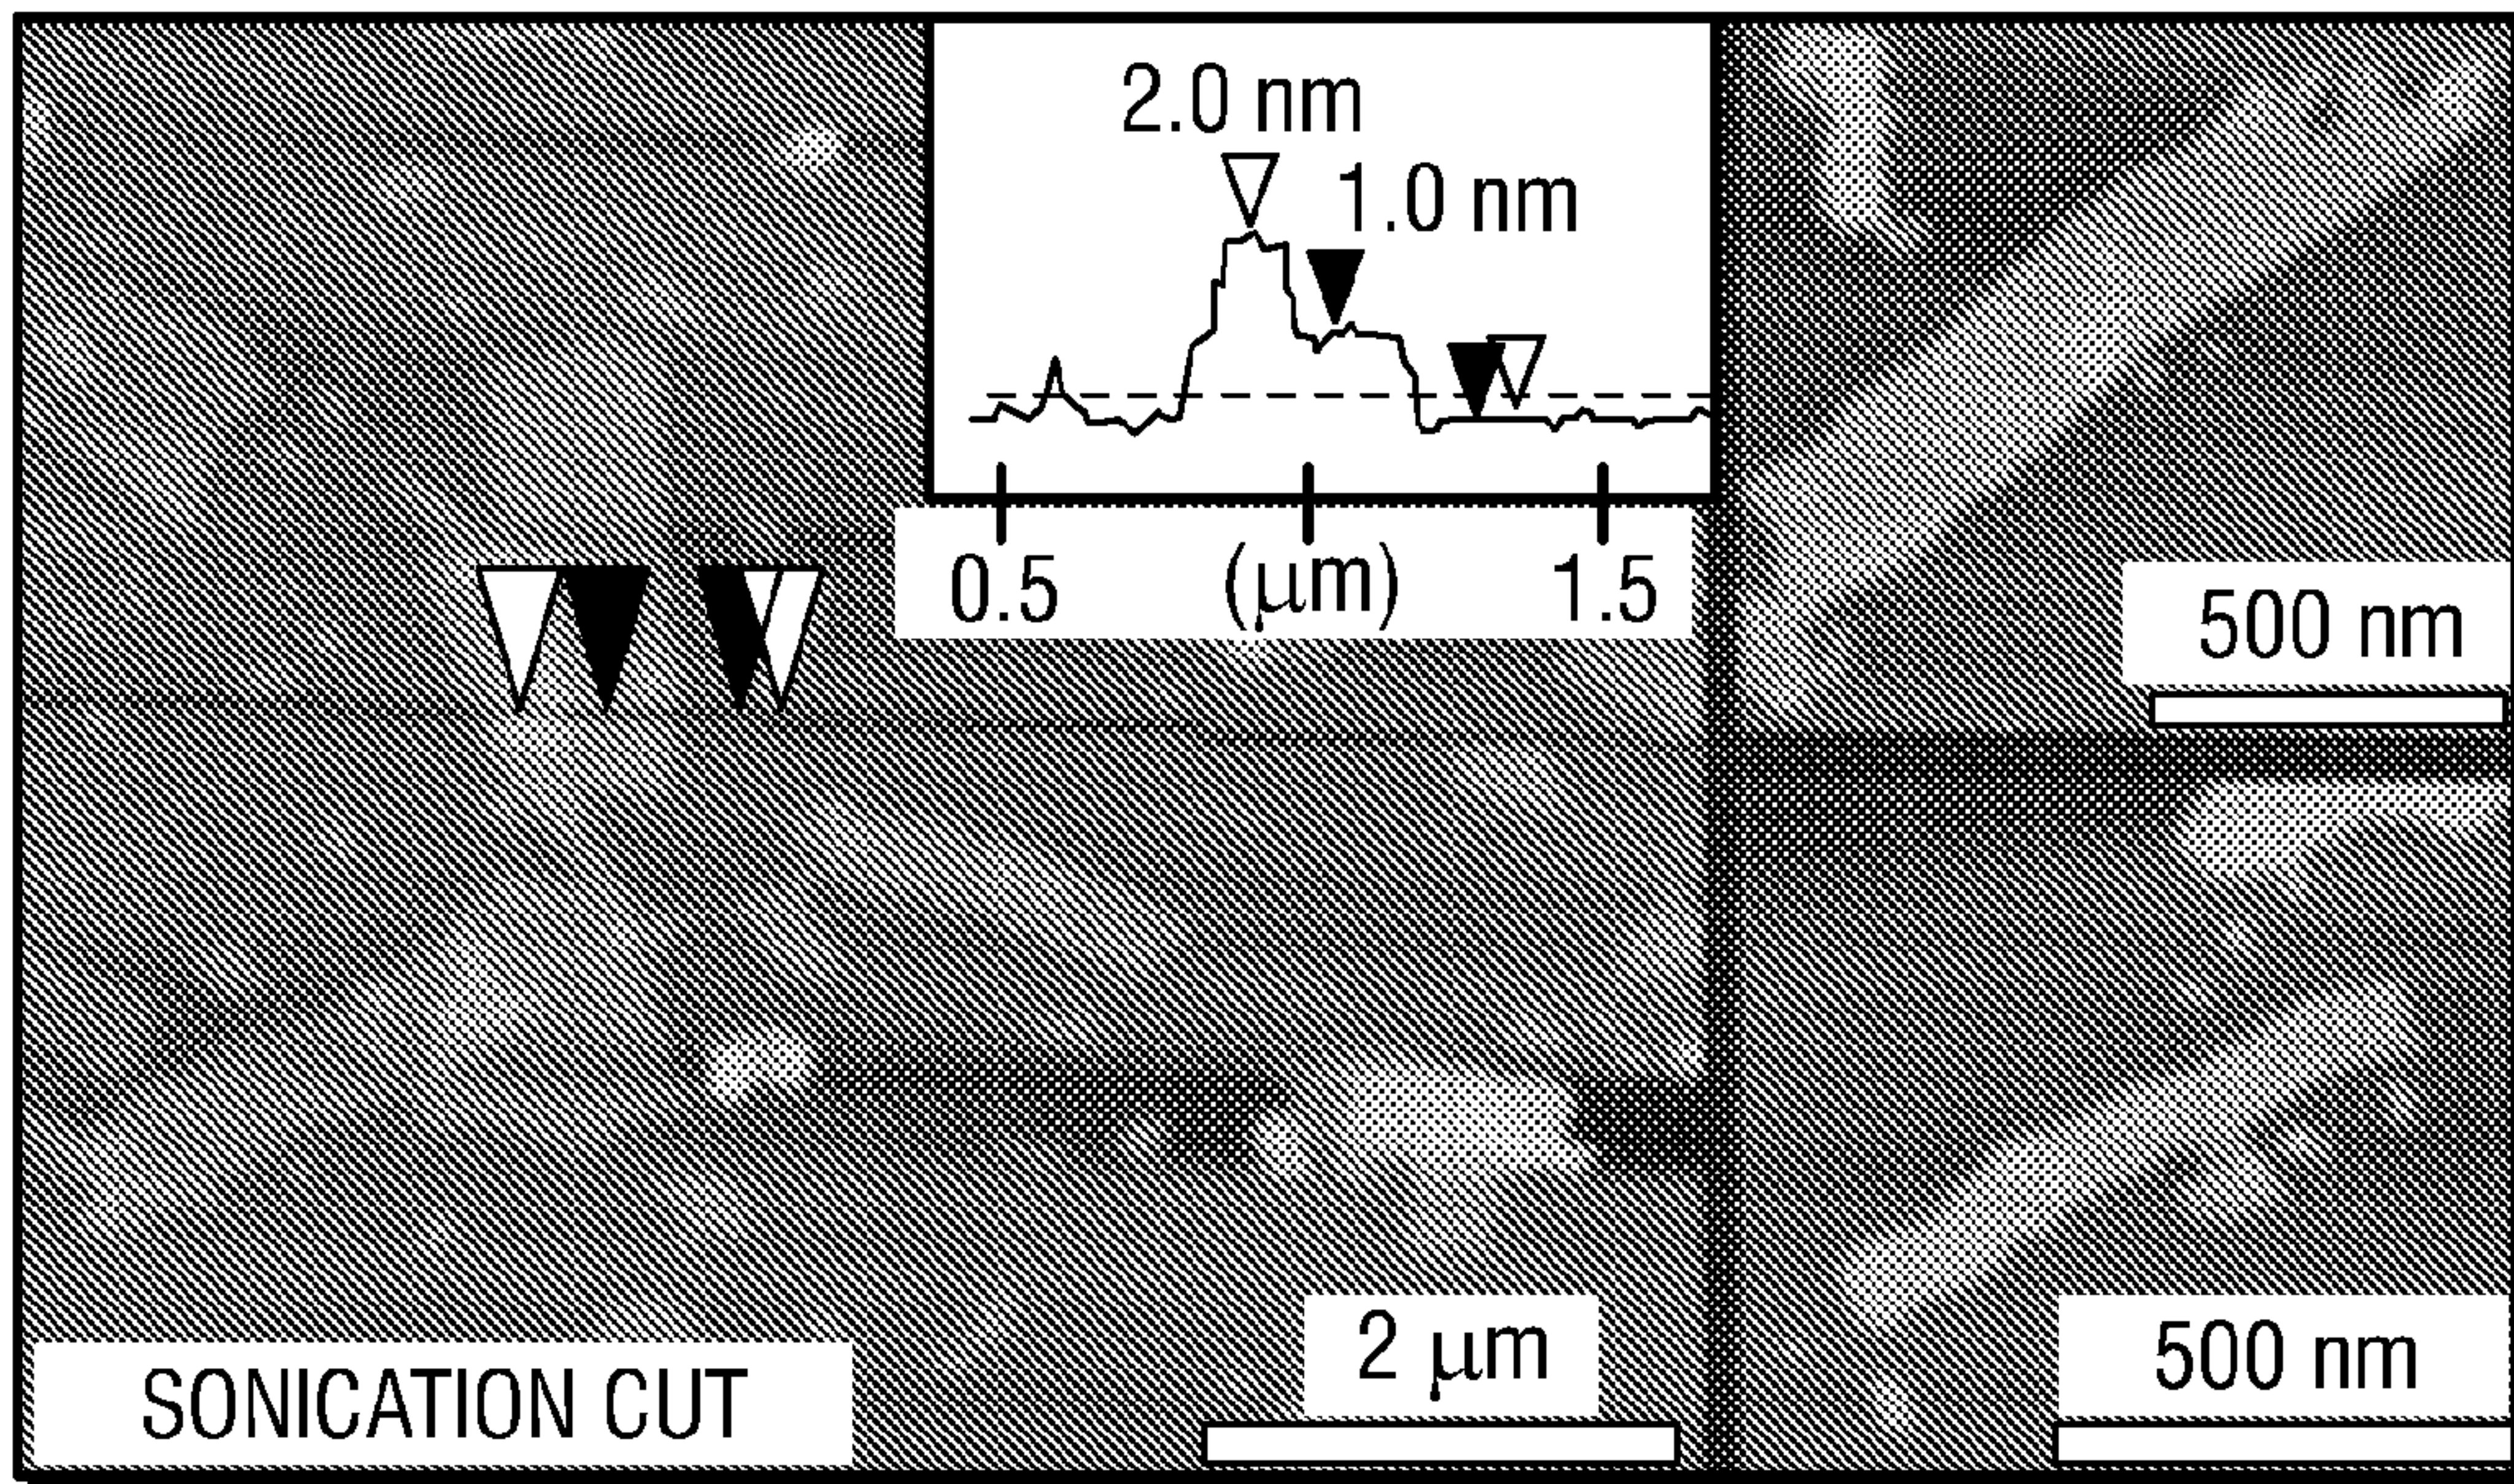 2.0 nm
1.0 nm
0.5 (μm) 1.5
500 nm
SONICATION CUT
2 μm
500 nm